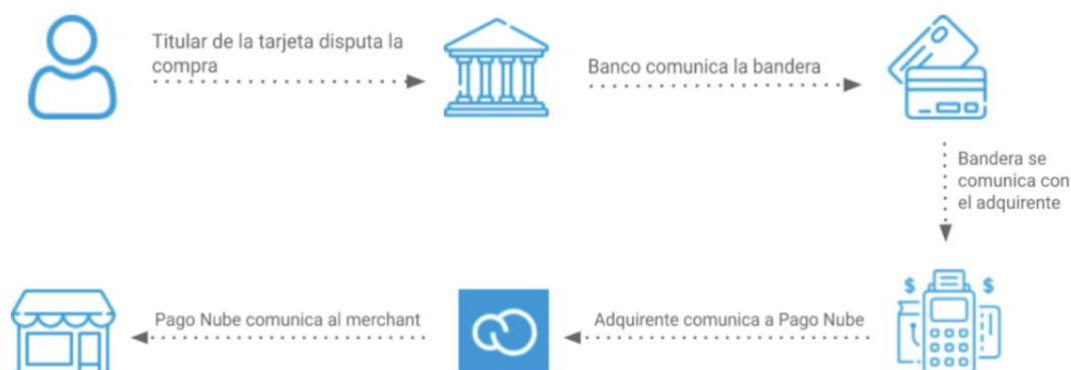 Titular de la tarjeta disputa la
compra
Banco comunica la bandera
Bandera se
comunica con
el adquirente
$ $
Adquirente comunica a Pago Nube
Pago Nube comunica al merchant